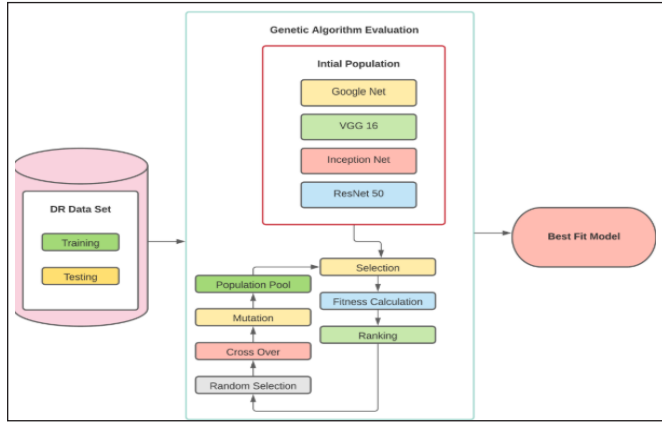 Genetic Algorithm Evaluation
Intial Population
Google Net
VGG 16
Inception Net
ResNet 50
DR Data Set
Training
Testing
Best Fit Model
Selection
Population Pool
Fitness Calculation
Mutation
Ranking
Cross Over
Random Selection